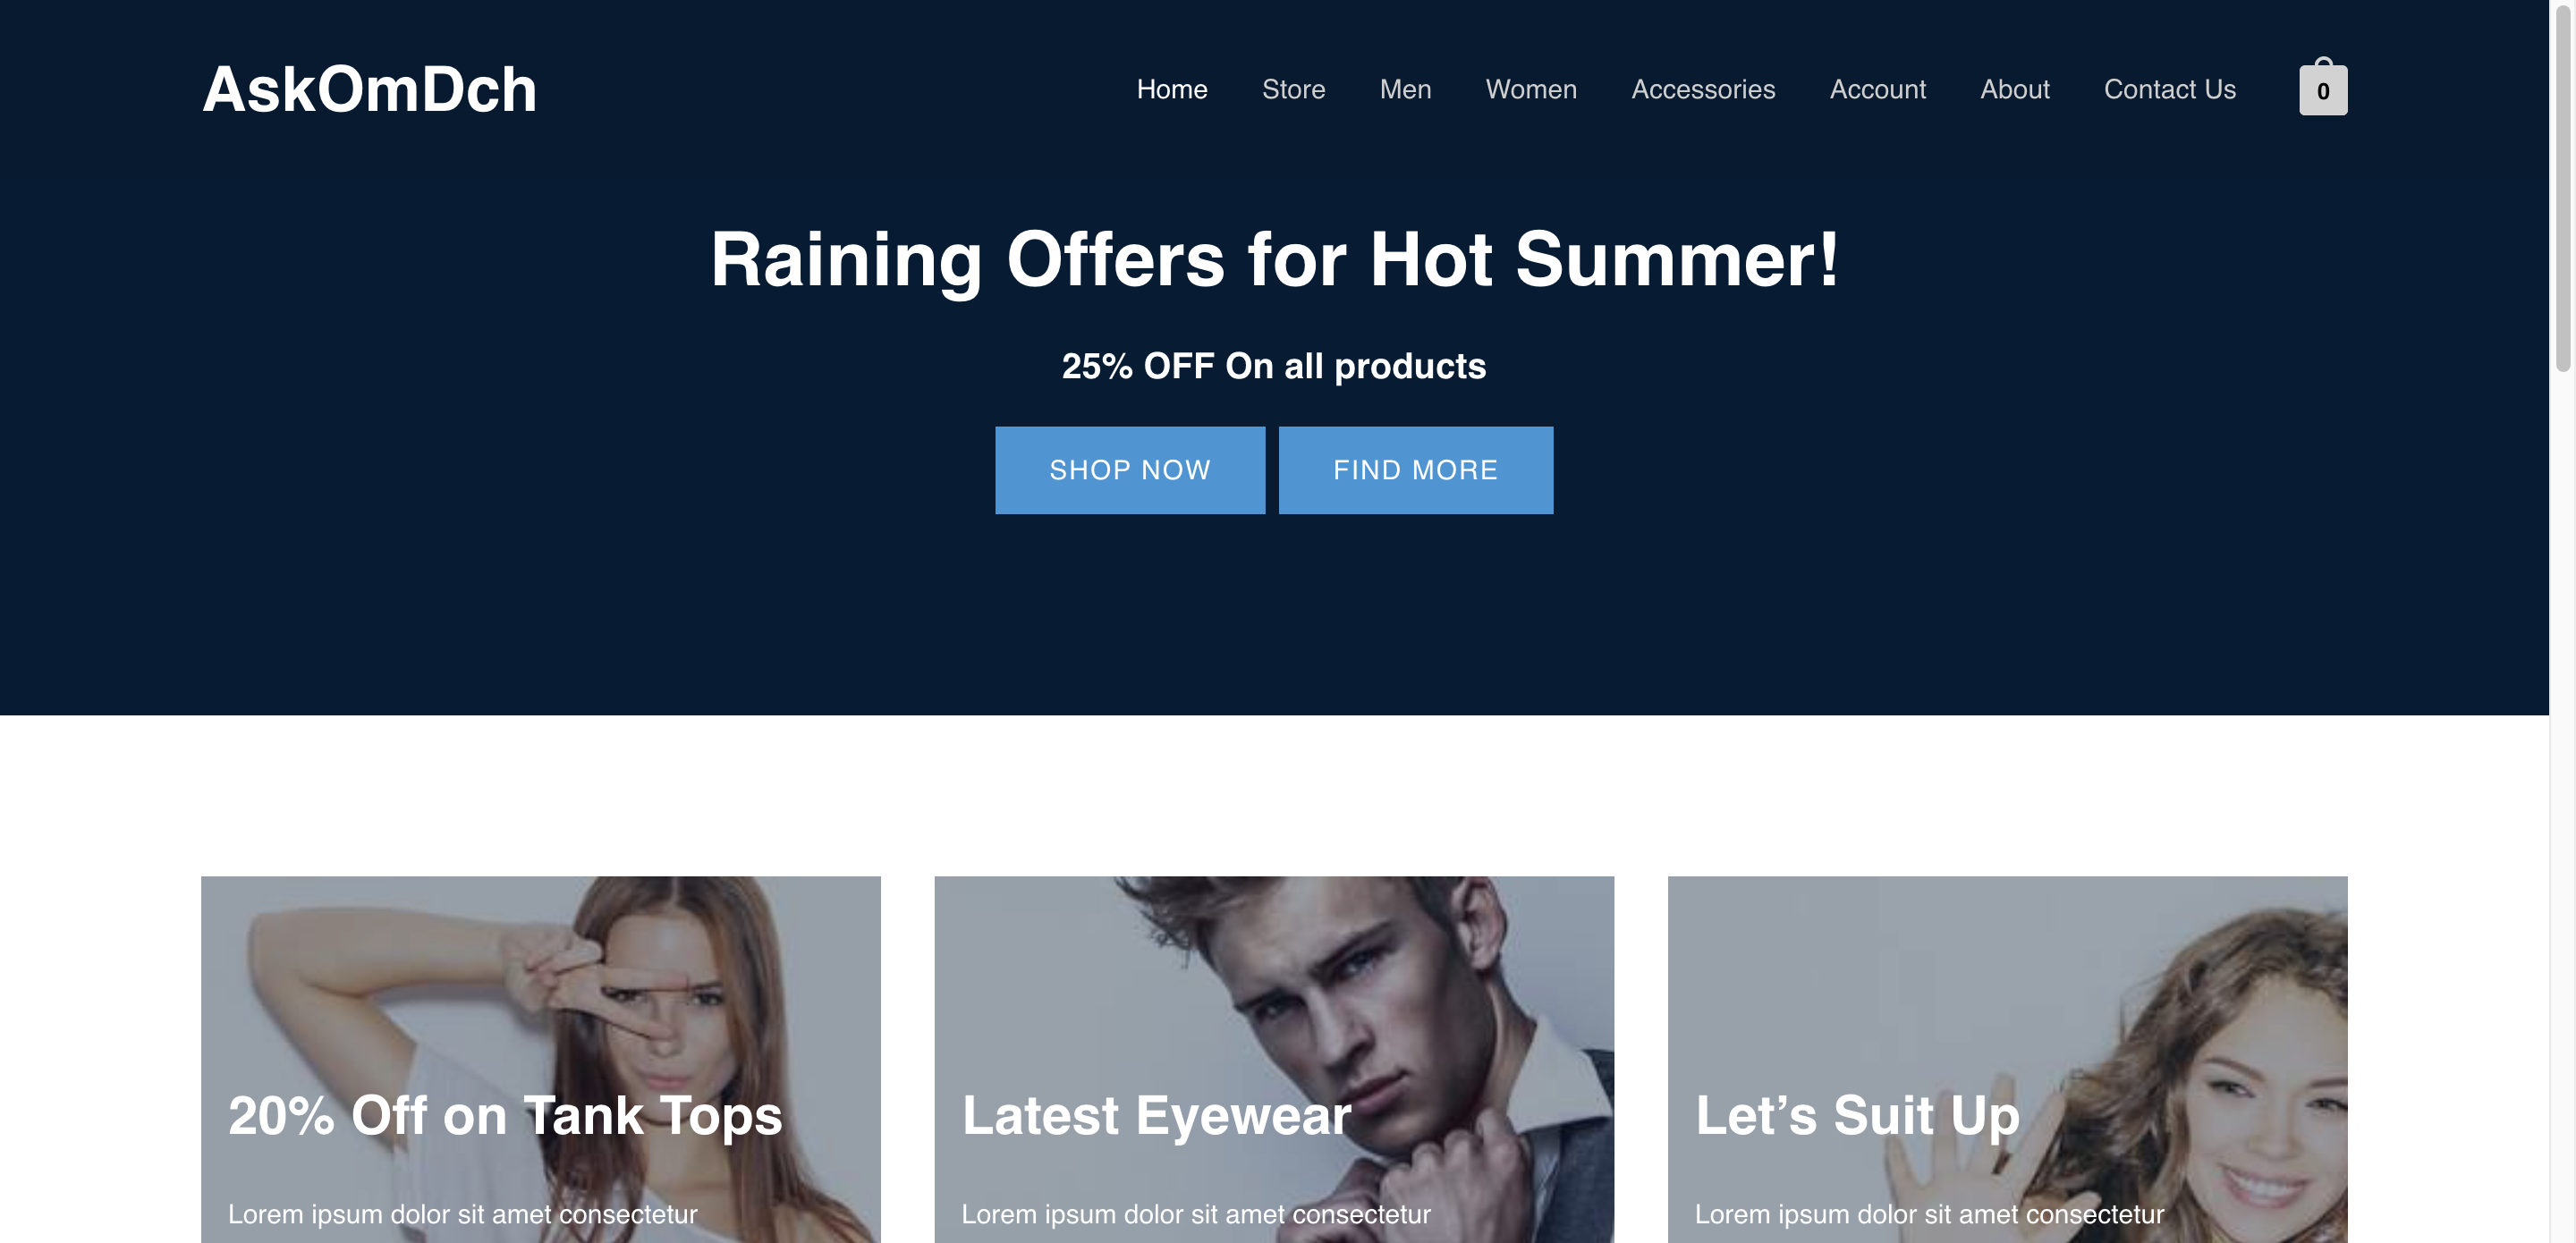 AskOmDch
Home Store Men Women Accessories Account About Contact Us 0
Raining Offers for Hot Summer!
25% OFF On all products
SHOP NOW FIND MORE
20% Off on Tank Tops
Lorem ipsum dolor sit amet consectetur
Latest Eyewear
Lorem ipsum dolor sit amet consectetur
Let’s Suit Up
Lorem ipsum dolor sit amet consectetur